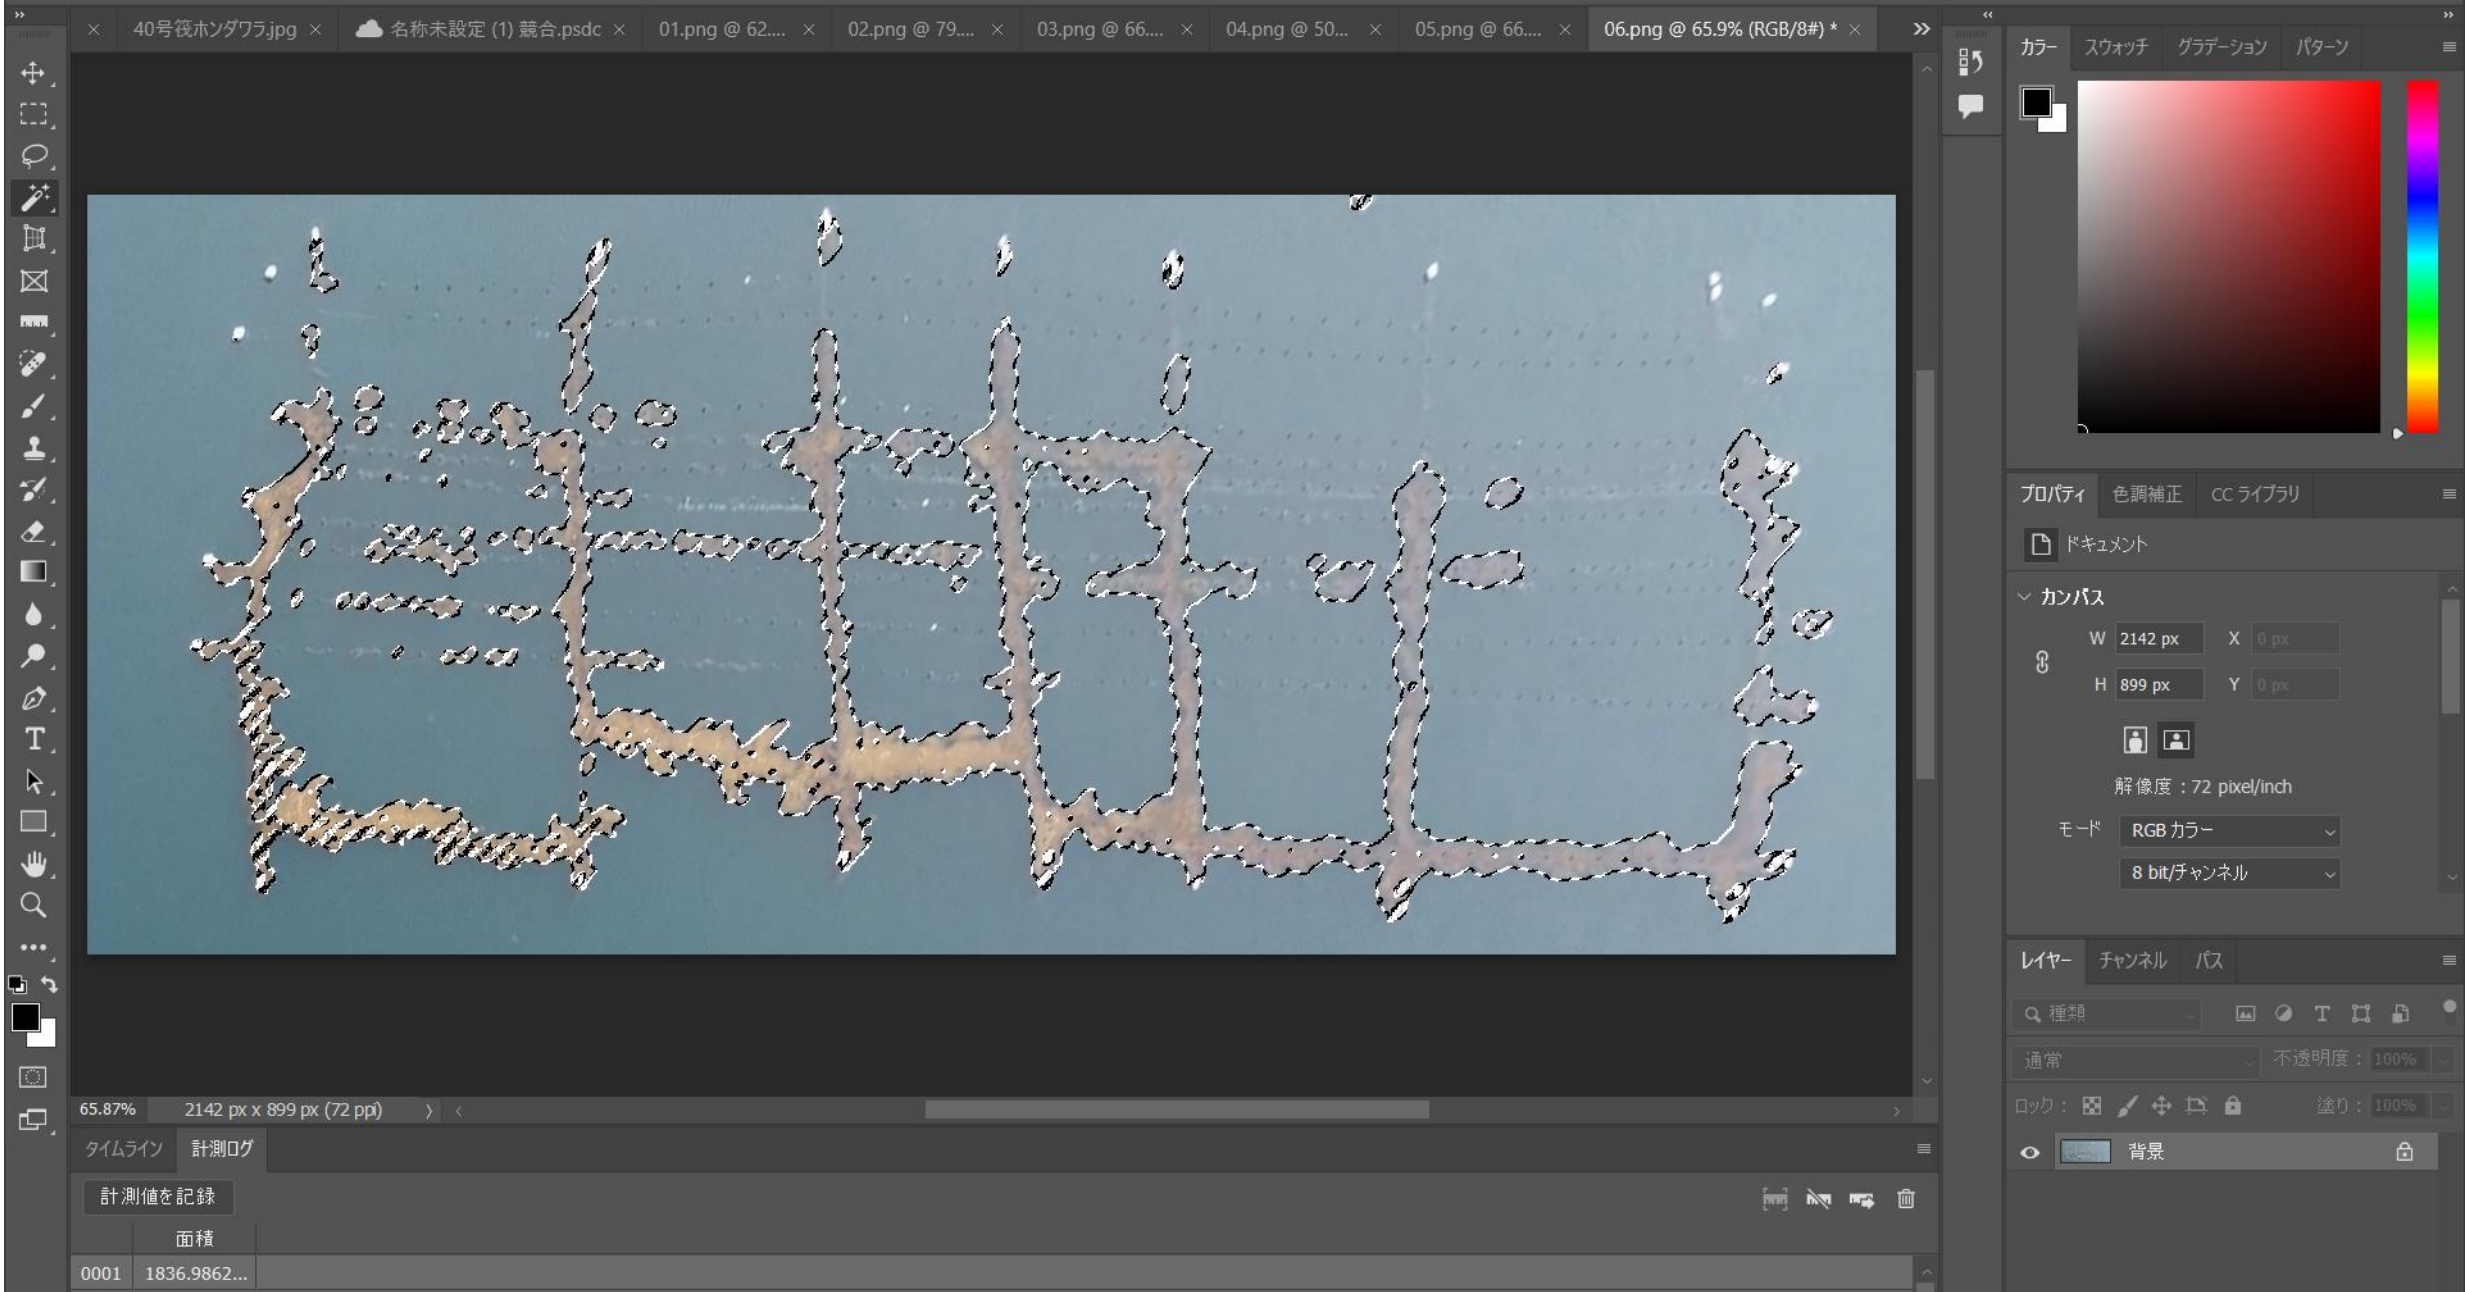 40号筏ホンダワラ.jpg
名称未設定 (1) 競合.psdc
01.png @ 62....
02.png @ 79....
03.png @ 66....
04.png @ 50...
05.png @ 66....
06.png @ 65.9% (RGB/8#) *
カラー
スウォッチ
グラデーション
パターン
プロパティ
色調補正
CC ライブラリ
ドキュメント
カンバス
W 2142 px X 0 px
H 899 px Y 0 px
解像度 : 72 pixel/inch
モード RGB カラー
8 bit/チャンネル
レイヤー
チャンネル
パス
種類
通常
不透明度 : 100%
ロック :
塗り : 100%
背景
65.87%
2142 px x 899 px (72 ppi)
タイムライン
計測ログ
計測値を記録
面積
0001 1836.9862...